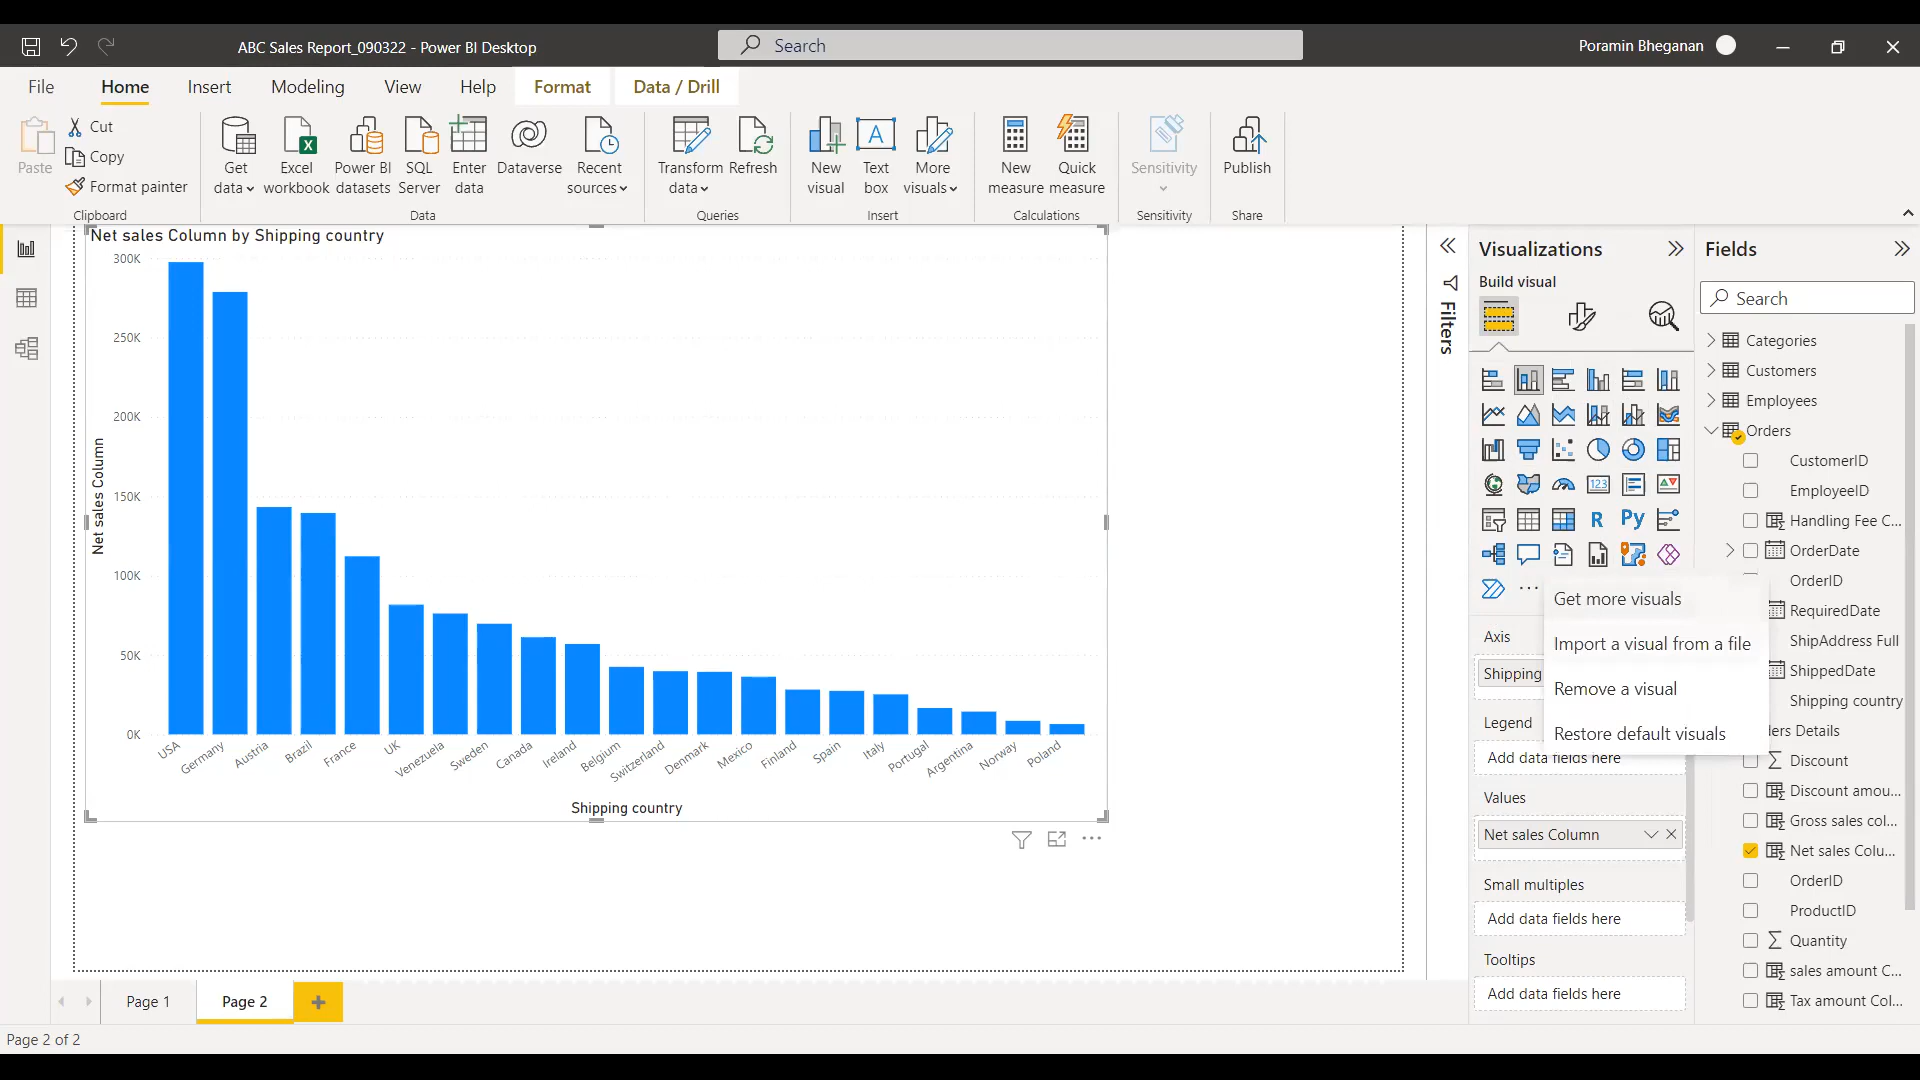 ABC Sales Report_090322 - Power BI Desktop
Search
Poramin Bheganan
File
Home
Insert
Modeling
View
Help
Format
Data / Drill
Paste
Cut
Copy
Format painter
Clipboard
Get data
Excel workbook
Power BI datasets
SQL Server
Enter data
Dataverse
Recent sources
Data
Transform data
Refresh
Queries
New visual
Text box
More visuals
Insert
New measure
Quick measure
Calculations
Sensitivity
Sensitivity
Publish
Share
Net sales Column by Shipping country
300K
250K
200K
150K
100K
50K
0K
Net sales Column
USA
Germany
Austria
Brazil
France
UK
Venezuela
Sweden
Canada
Ireland
Belgium
Switzerland
Denmark
Mexico
Finland
Spain
Italy
Portugal
Argentina
Norway
Poland
Shipping country
Filters
Visualizations
Build visual
123
R
Py
Get more visuals
Import a visual from a file
Remove a visual
Restore default visuals
Axis
Shipping
Legend
Add data fields here
Values
Net sales Column
Small multiples
Add data fields here
Tooltips
Add data fields here
Fields
Search
Categories
Customers
Employees
Orders
CustomerID
EmployeeID
Handling Fee C...
OrderDate
OrderID
RequiredDate
ShipAddress Full
ShippedDate
Shipping country
ders Details
Discount
Discount amou...
Gross sales col...
Net sales Colu...
OrderID
ProductID
Quantity
sales amount C...
Tax amount Col...
Page 1
Page 2
Page 2 of 2